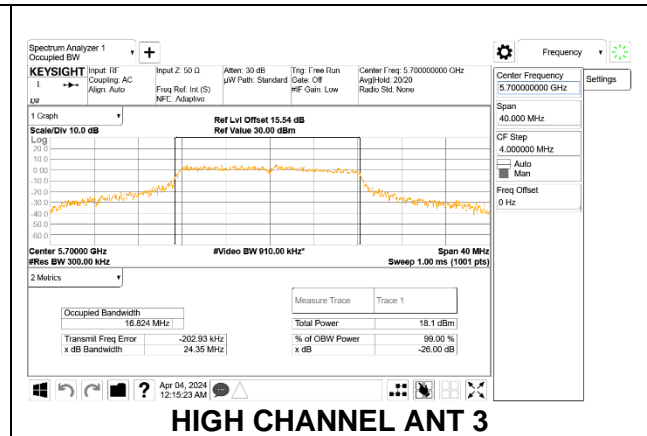 Spectrum Analyzer 1
Occupied BW
KEYSIGHT
Input: RF
Coupling: AC
Align: Auto
Input Z: 50 Ω
Freq Ref: Int (S)
NFE: Adaptive
Atten: 30 dB
µW Path: Standard
Trig: Free Run
Gate: Off
#IF Gain: Low
Center Freq: 5.700000000 GHz
Avg|Hold: 20/20
Radio Std: None
1 Graph
Scale/Div 10.0 dB
Ref Lvl Offset 15.54 dB
Ref Value 30.00 dBm
Log
20.0
10.0
0.00
-10.0
-20.0
-30.0
-40.0
-50.0
-60.0
Center 5.70000 GHz
#Video BW 910.00 kHz*
Span 40 MHz
#Res BW 300.00 kHz
Sweep 1.00 ms (1001 pts)
2 Metrics
Measure Trace Trace 1
Occupied Bandwidth
16.824 MHz
Total Power 18.1 dBm
Transmit Freq Error -202.93 kHz
% of OBW Power 99.00 %
x dB Bandwidth 24.35 MHz
x dB -26.00 dB
Frequency
Settings
Center Frequency
5.700000000 GHz
Span
40.000 MHz
CF Step
4.000000 MHz
Auto
Man
Freq Offset
0 Hz
?
Apr 04, 2024
12:15:23 AM
HIGH CHANNEL ANT 3